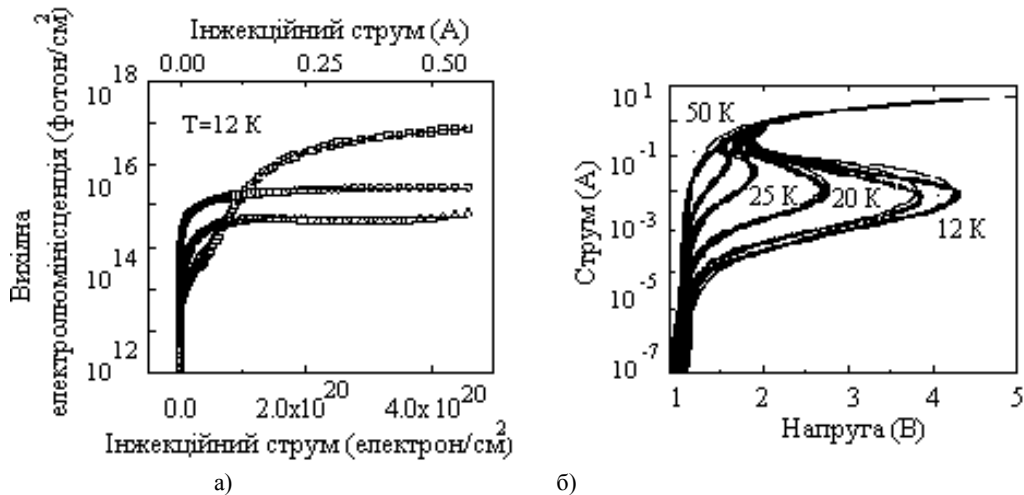 Інжекційний струм (А)
0.00 0.25 0.50
10^18
10^16
10^15
10^14
10^12
T=12 K
Вихідна
електролюмінісценція (фотон/см^2)
0.0 2.0x10^20 4.0x10^20
Інжекційний струм (електрон/см^2)
а)
10^1
10^-1
10^-3
10^-5
10^-7
Струм (А)
50 K
25 K
20 K
12 K
1 2 3 4 5
Напруга (В)
б)